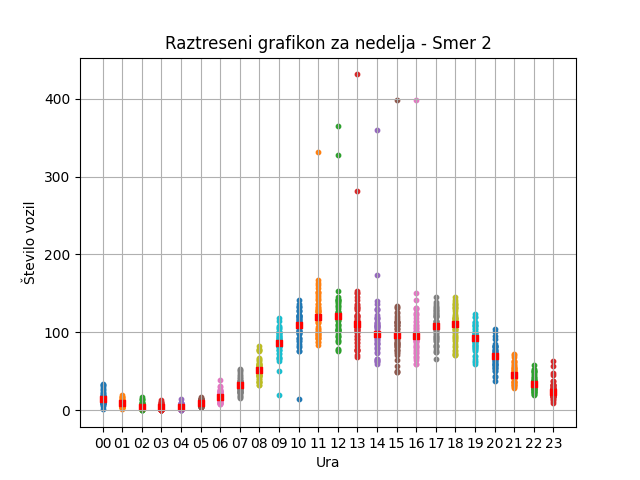 Raztreseni grafikon za nedelja - Smer 2
Število vozil
400
300
200
100
0
00 01 02 03 04 05 06 07 08 09 10 11 12 13 14 15 16 17 18 19 20 21 22 23
Ura